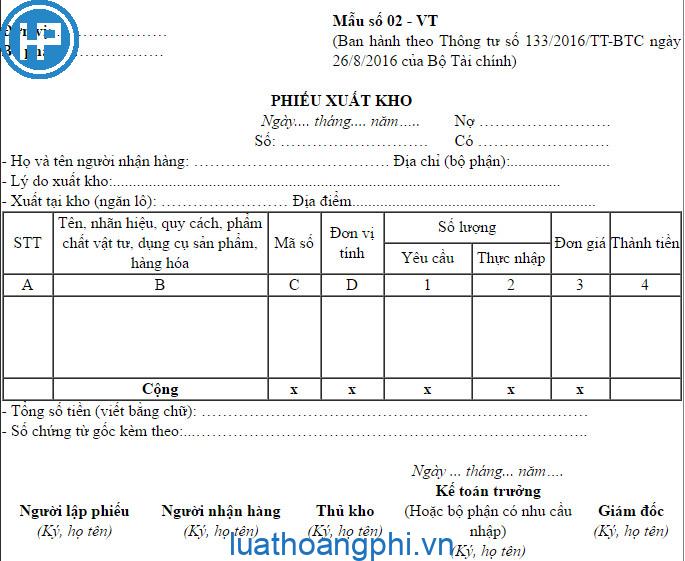 HP
Mẫu số 02 - VT
(Ban hành theo Thông tư số 133/2016/TT-BTC ngày
26/8/2016 của Bộ Tài chính)
PHIẾU XUẤT KHO
Ngày.... tháng.... năm….. Nợ ……………………..
Số: ……………………….. Có ……………………..
- Họ và tên người nhận hàng: ………………………………. Địa chỉ (bộ phận):.........................
- Lý do xuất kho:................................................................................................................
- Xuất tại kho (ngăn lô): …………………… Địa điểm.............................................................
STT
Tên, nhãn hiệu, quy cách, phẩm
chất vật tư, dụng cụ sản phẩm,
hàng hóa
Mã số
Đơn vị
tính
Số lượng
Yêu cầu Thực nhập
Đơn giá Thành tiền
A B C D 1 2 3 4
Cộng x x x x x
- Tổng số tiền (viết bằng chữ): …………………………………………………………
- Số chứng từ gốc kèm theo:...…………………………………………………………..
Ngày ... tháng... năm….
Người lập phiếu
(Ký, họ tên)
Người nhận hàng
(Ký, họ tên)
Thủ kho
(Ký, họ tên)
Kế toán trưởng
(Hoặc bộ phận có nhu cầu
nhập)
(Ký, họ tên)
Giám đốc
(Ký, họ tên)
luathoangphi.vn